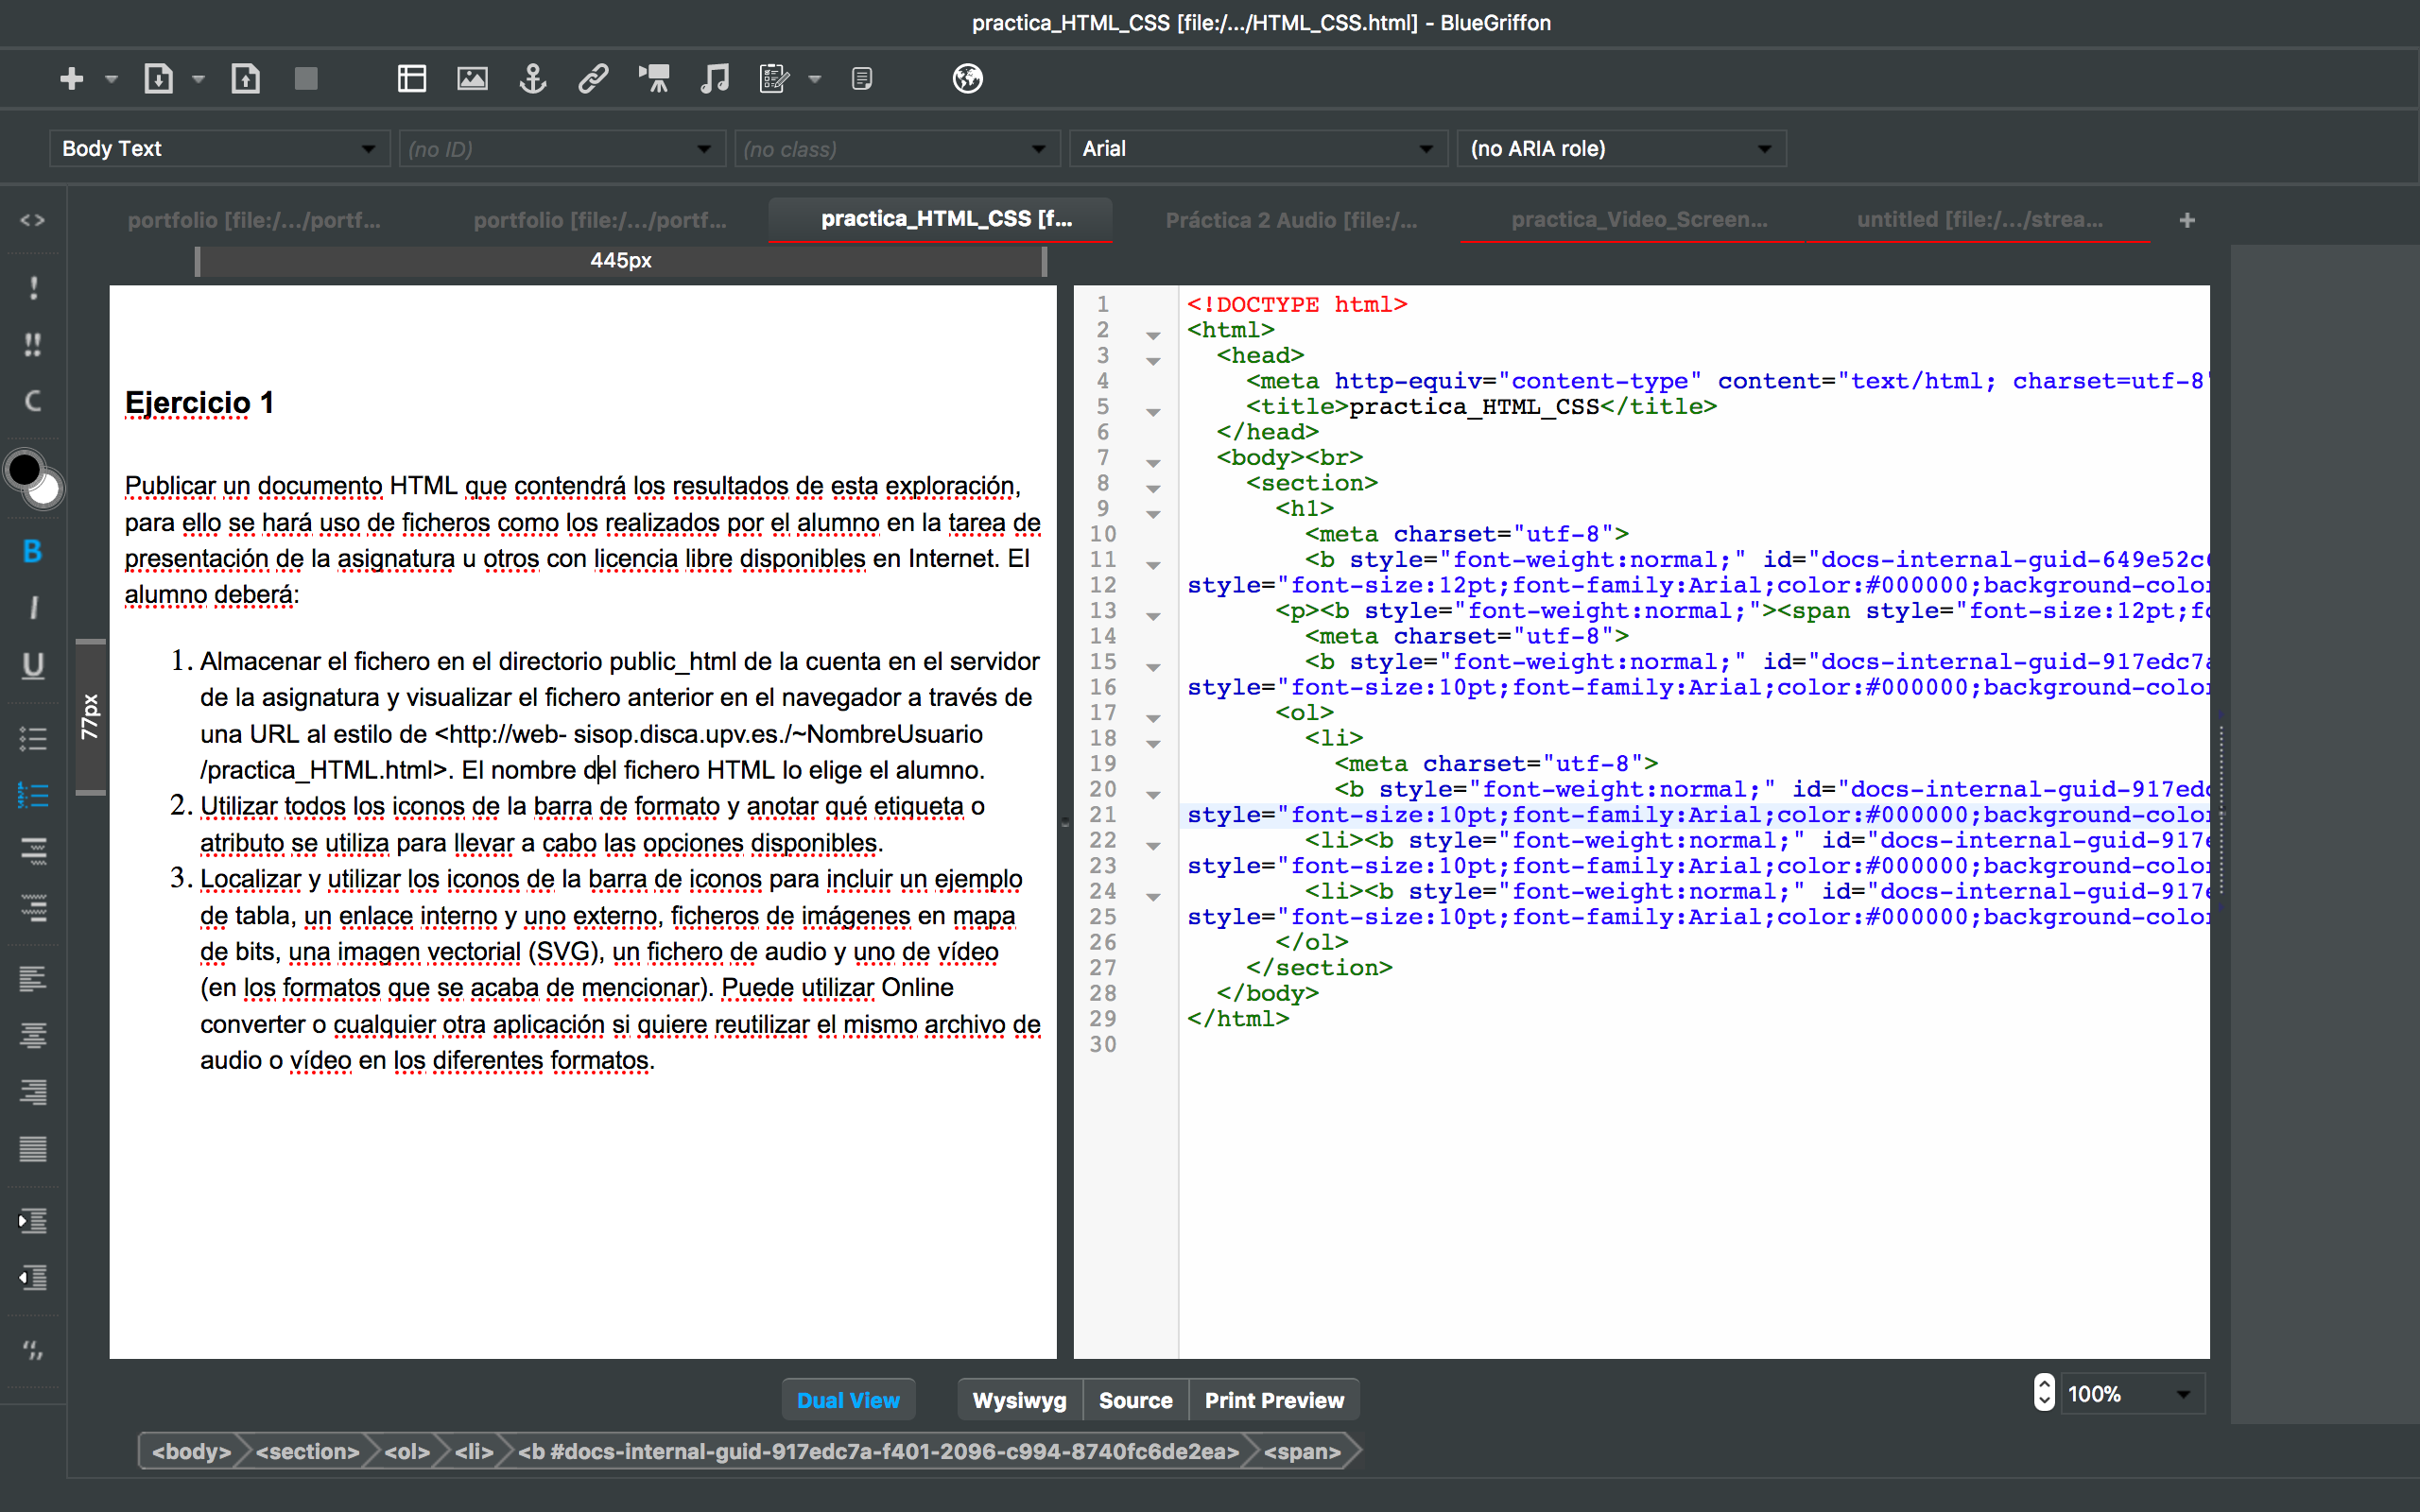 practica_HTML_CSS [file:/.../HTML_CSS.html] - BlueGriffon
Body Text
(no ID)
(no class)
Arial
(no ARIA role)
portfolio [file:/.../portf...
portfolio [file:/.../portf...
practica_HTML_CSS [f...
Práctica 2 Audio [file:/...
practica_Video_Screen...
untitled [file:/.../strea...
445px
77px
Ejercicio 1
Publicar un documento HTML que contendrá los resultados de esta exploración,
para ello se hará uso de ficheros como los realizados por el alumno en la tarea de
presentación de la asignatura u otros con licencia libre disponibles en Internet. El
alumno deberá:
1. Almacenar el fichero en el directorio public_html de la cuenta en el servidor
de la asignatura y visualizar el fichero anterior en el navegador a través de
una URL al estilo de <http://web- sisop.disca.upv.es./~NombreUsuario
/practica_HTML.html>. El nombre del fichero HTML lo elige el alumno.
2. Utilizar todos los iconos de la barra de formato y anotar qué etiqueta o
atributo se utiliza para llevar a cabo las opciones disponibles.
3. Localizar y utilizar los iconos de la barra de iconos para incluir un ejemplo
de tabla, un enlace interno y uno externo, ficheros de imágenes en mapa
de bits, una imagen vectorial (SVG), un fichero de audio y uno de vídeo
(en los formatos que se acaba de mencionar). Puede utilizar Online
converter o cualquier otra aplicación si quiere reutilizar el mismo archivo de
audio o vídeo en los diferentes formatos.
1 <!DOCTYPE html>
2 <html>
3 <head>
4 <meta http-equiv="content-type" content="text/html; charset=utf-8"
5 <title>practica_HTML_CSS</title>
6 </head>
7 <body><br>
8 <section>
9 <h1>
10 <meta charset="utf-8">
11 <b style="font-weight:normal;" id="docs-internal-guid-649e52c6
12 style="font-size:12pt;font-family:Arial;color:#000000;background-color
13 <p><b style="font-weight:normal;"><span style="font-size:12pt;fo
14 <meta charset="utf-8">
15 <b style="font-weight:normal;" id="docs-internal-guid-917edc7a
16 style="font-size:10pt;font-family:Arial;color:#000000;background-color
17 <ol>
18 <li>
19 <meta charset="utf-8">
20 <b style="font-weight:normal;" id="docs-internal-guid-917edc
21 style="font-size:10pt;font-family:Arial;color:#000000;background-color
22 <li><b style="font-weight:normal;" id="docs-internal-guid-917e
23 style="font-size:10pt;font-family:Arial;color:#000000;background-color
24 <li><b style="font-weight:normal;" id="docs-internal-guid-917e
25 style="font-size:10pt;font-family:Arial;color:#000000;background-color
26 </ol>
27 </section>
28 </body>
29 </html>
30
Dual View
Wysiwyg
Source
Print Preview
100%
<body> <section> <ol> <li> <b #docs-internal-guid-917edc7a-f401-2096-c994-8740fc6de2ea> <span>